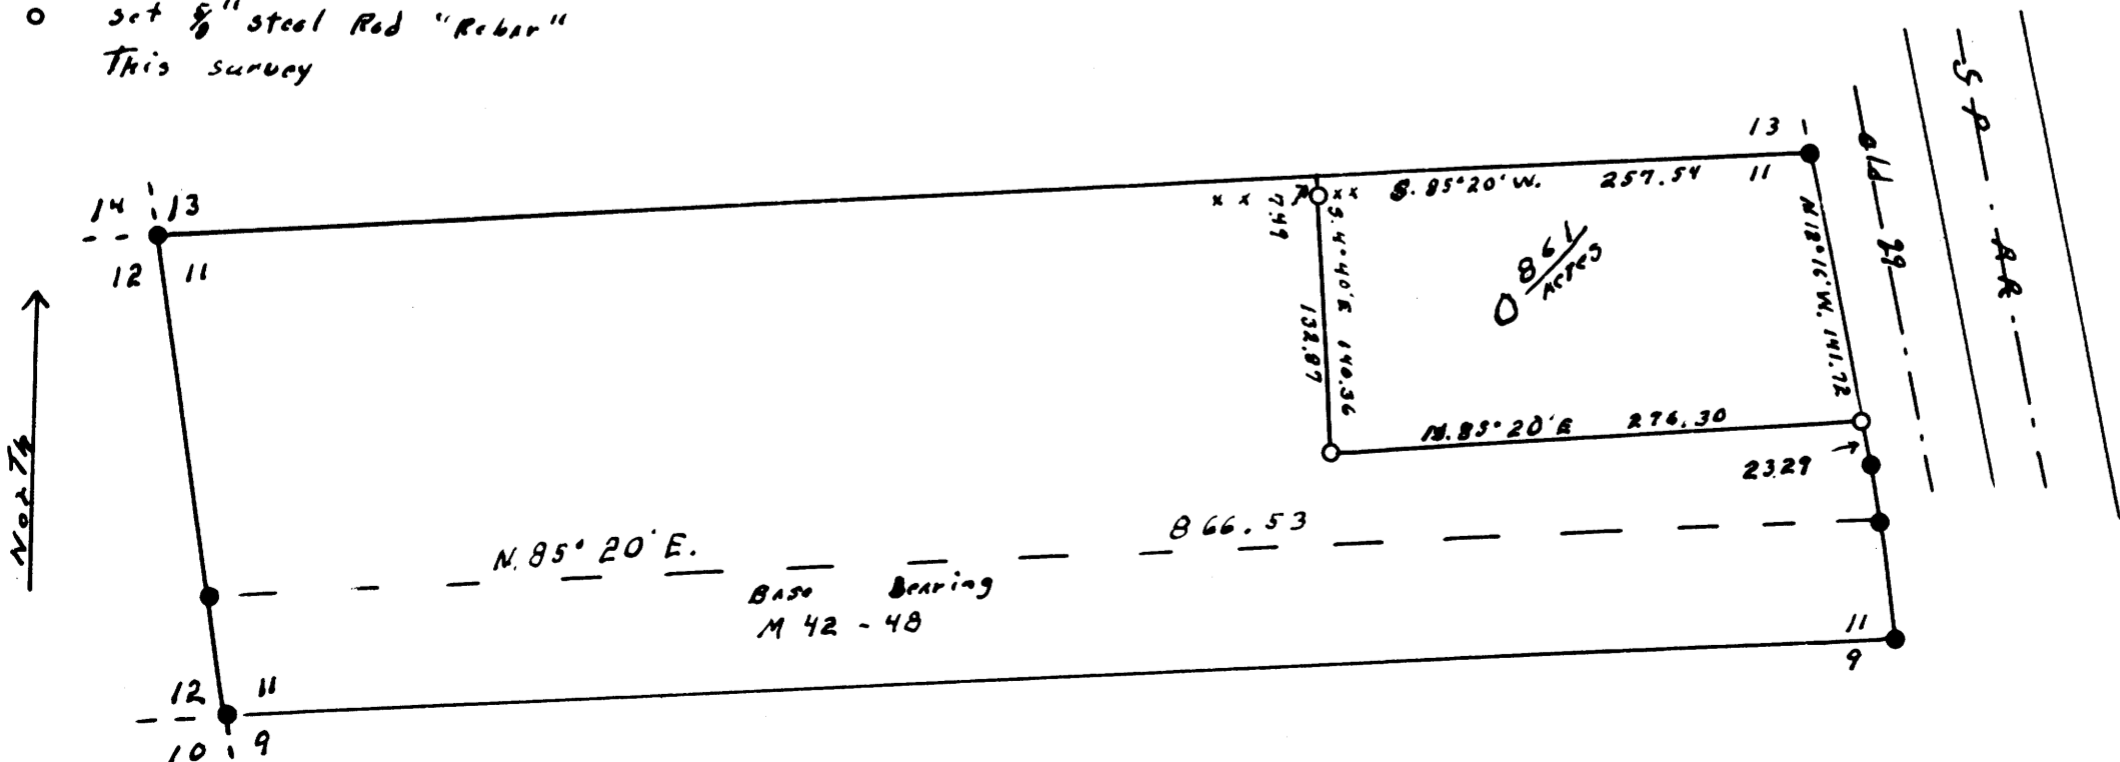 o set 5/8" steel Rod "Rebar"
This survey
14 13
12 11
13
11
S. 85°20' W. 257.54
x x x x
7.49
S. 4°40' E 140.36
132.87
0 861/Acres
N 12°16' W. 141.72
old 29
S P. R.R.
N. 85°20' E 276.30
23.29
North
N. 85° 20' E. 866.53
Base Bearing
M 42 - 48
12 11
10 9
11
9